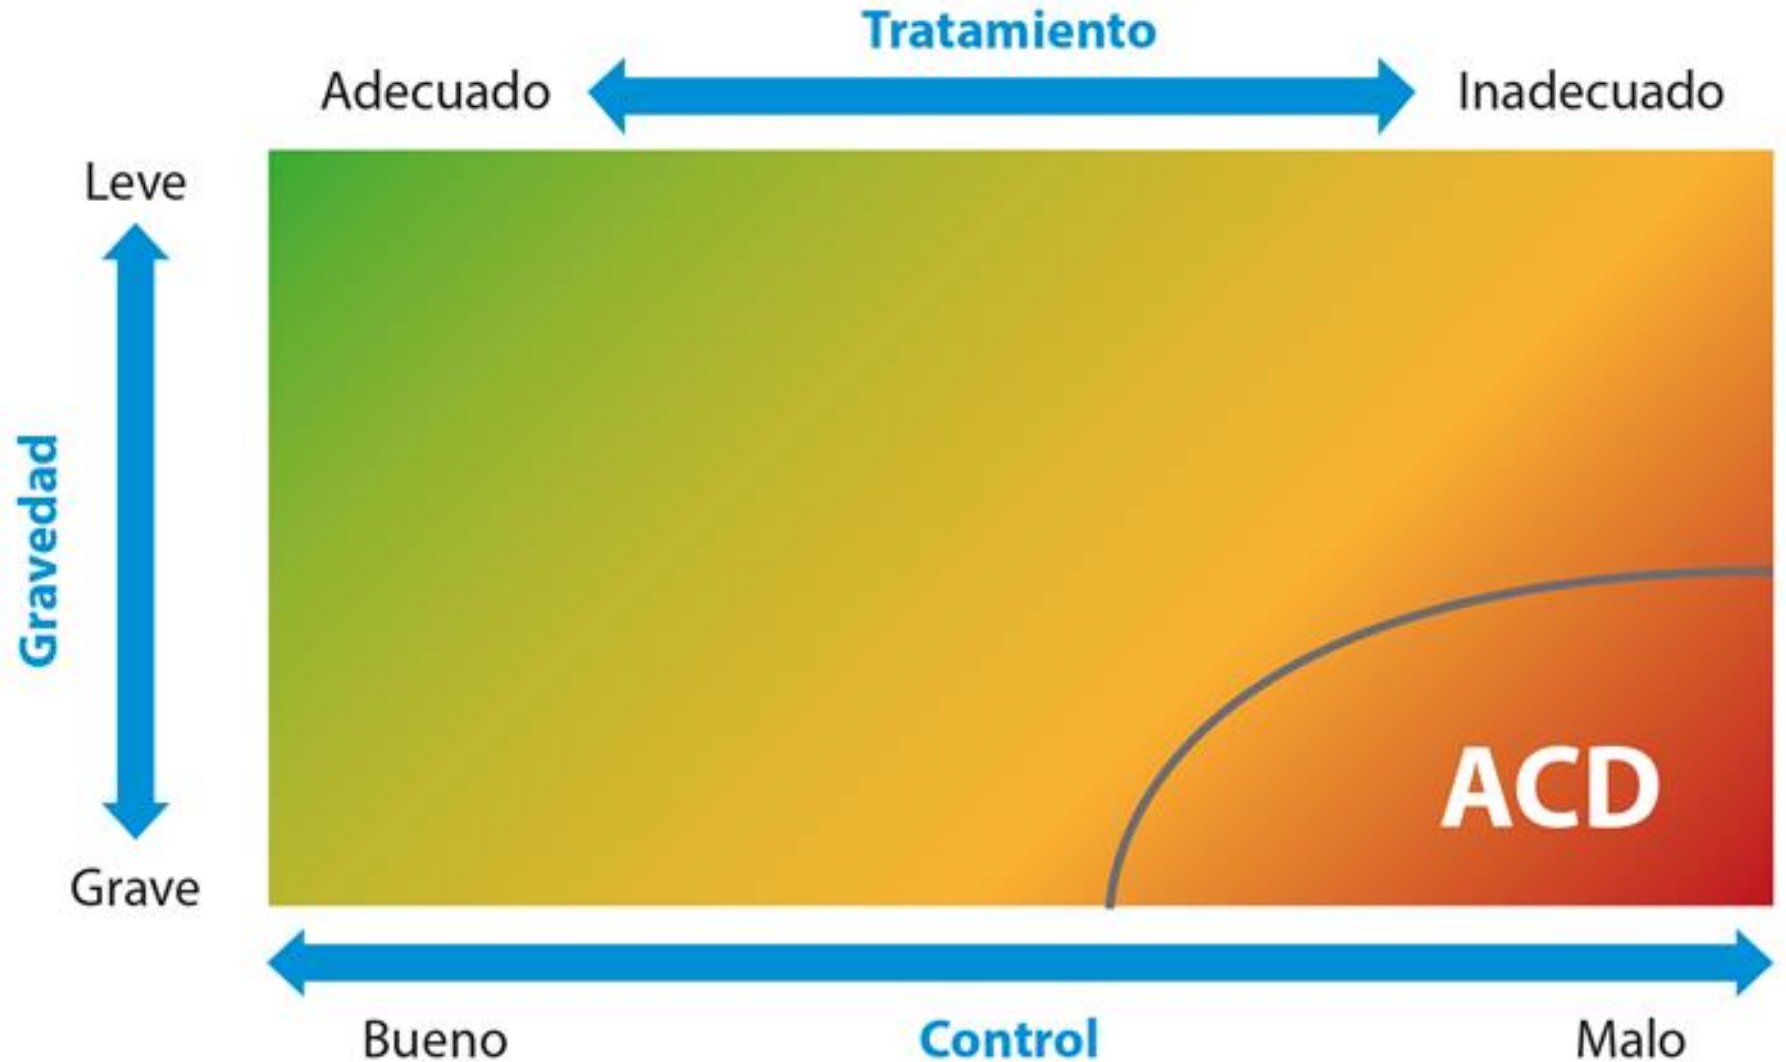 Tratamiento
Adecuado
Inadecuado
Leve
Gravedad
Grave
ACD
Bueno
Control
Malo